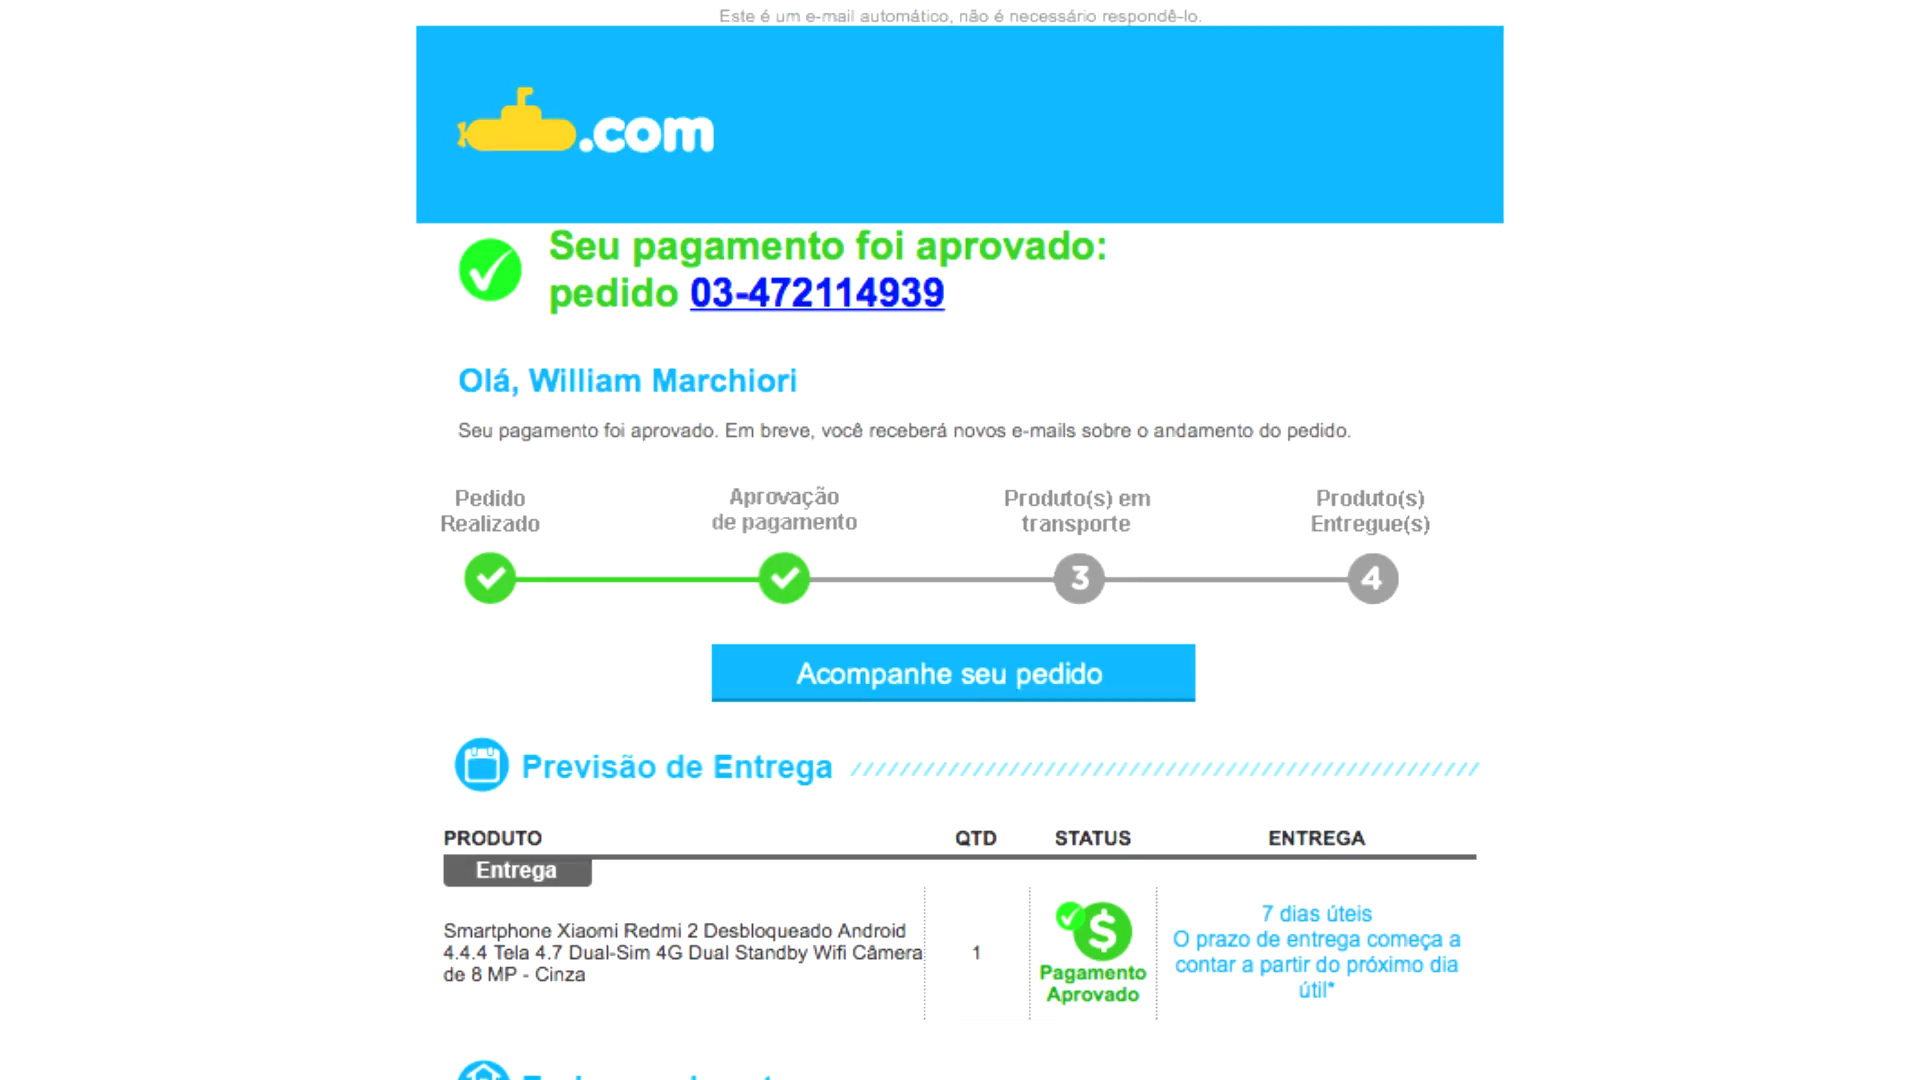 Este é um e-mail automático, não é necessário respondê-lo.
.com
Seu pagamento foi aprovado:
pedido 03-472114939
Olá, William Marchiori
Seu pagamento foi aprovado. Em breve, você receberá novos e-mails sobre o andamento do pedido.
Pedido
Realizado
Aprovação
de pagamento
Produto(s) em
transporte
Produto(s)
Entregue(s)
3
4
Acompanhe seu pedido
Previsão de Entrega
PRODUTO QTD STATUS ENTREGA
Entrega
Smartphone Xiaomi Redmi 2 Desbloqueado Android
4.4.4 Tela 4.7 Dual-Sim 4G Dual Standby Wifi Câmera
de 8 MP - Cinza
1
$
Pagamento
Aprovado
7 dias úteis
O prazo de entrega começa a
contar a partir do próximo dia
útil*